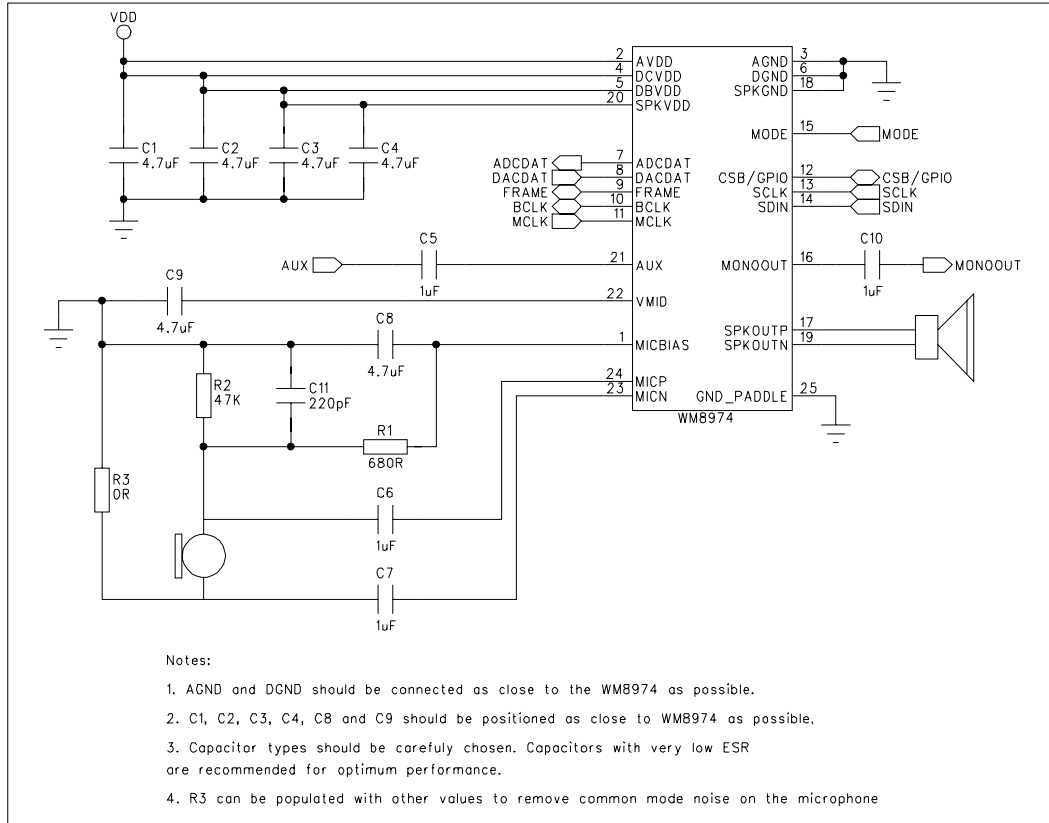 VDD
2 AVDD AGND 3
4 DCVDD DGND 6
5 DBVDD SPKGND 18
20 SPKVDD
MODE 15 MODE
C1 C2 C3 C4
4.7uF 4.7uF 4.7uF 4.7uF
ADCDAT 7 ADCDAT
DACDAT 8 DACDAT CSB/GPIO 12 CSB/GPIO
FRAME 9 FRAME SCLK 13 SCLK
BCLK 10 BCLK SDIN 14 SDIN
MCLK 11 MCLK
C5 C10
AUX 21 AUX MONOOUT 16 MONOOUT
1uF 1uF
C9
22 VMID
4.7uF
C8
SPKOUTP 17
1 MICBIAS SPKOUTN 19
4.7uF
24 MICP
23 MICN GND_PADDLE 25
WM8974
R2
47K
C11
220pF
R1
680R
R3
0R
C6
1uF
C7
1uF
Notes:
1. AGND and DGND should be connected as close to the WM8974 as possible.
2. C1, C2, C3, C4, C8 and C9 should be positioned as close to WM8974 as possible.
3. Capacitor types should be carefuly chosen. Capacitors with very low ESR
are recommended for optimum performance.
4. R3 can be populated with other values to remove common mode noise on the microphone